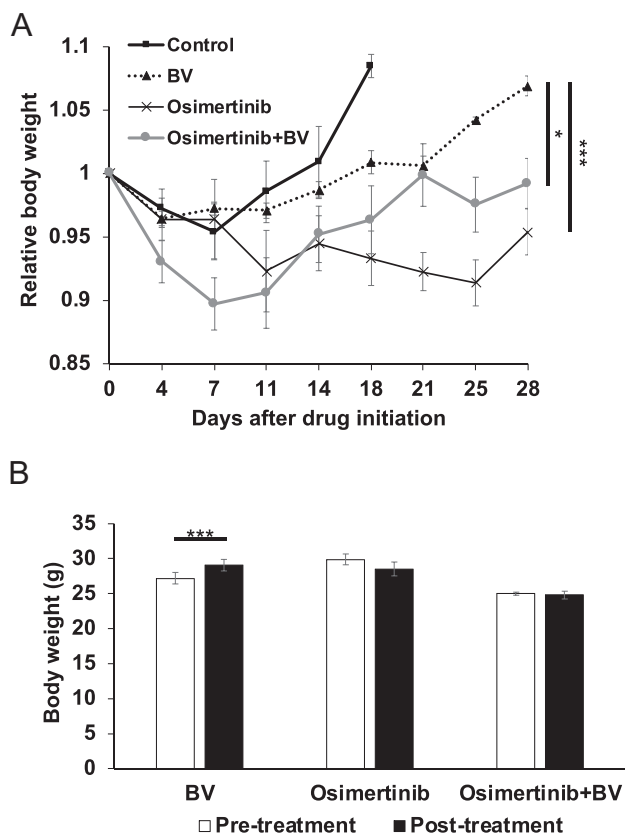 A
Control
BV
Osimertinib
Osimertinib+BV
Relative body weight
1.1
1.05
1
0.95
0.9
0.85
0 4 7 11 14 18 21 25 28
Days after drug initiation
*
***
B
Body weight (g)
35
30
25
20
15
10
5
0
***
BV Osimertinib Osimertinib+BV
Pre-treatment Post-treatment